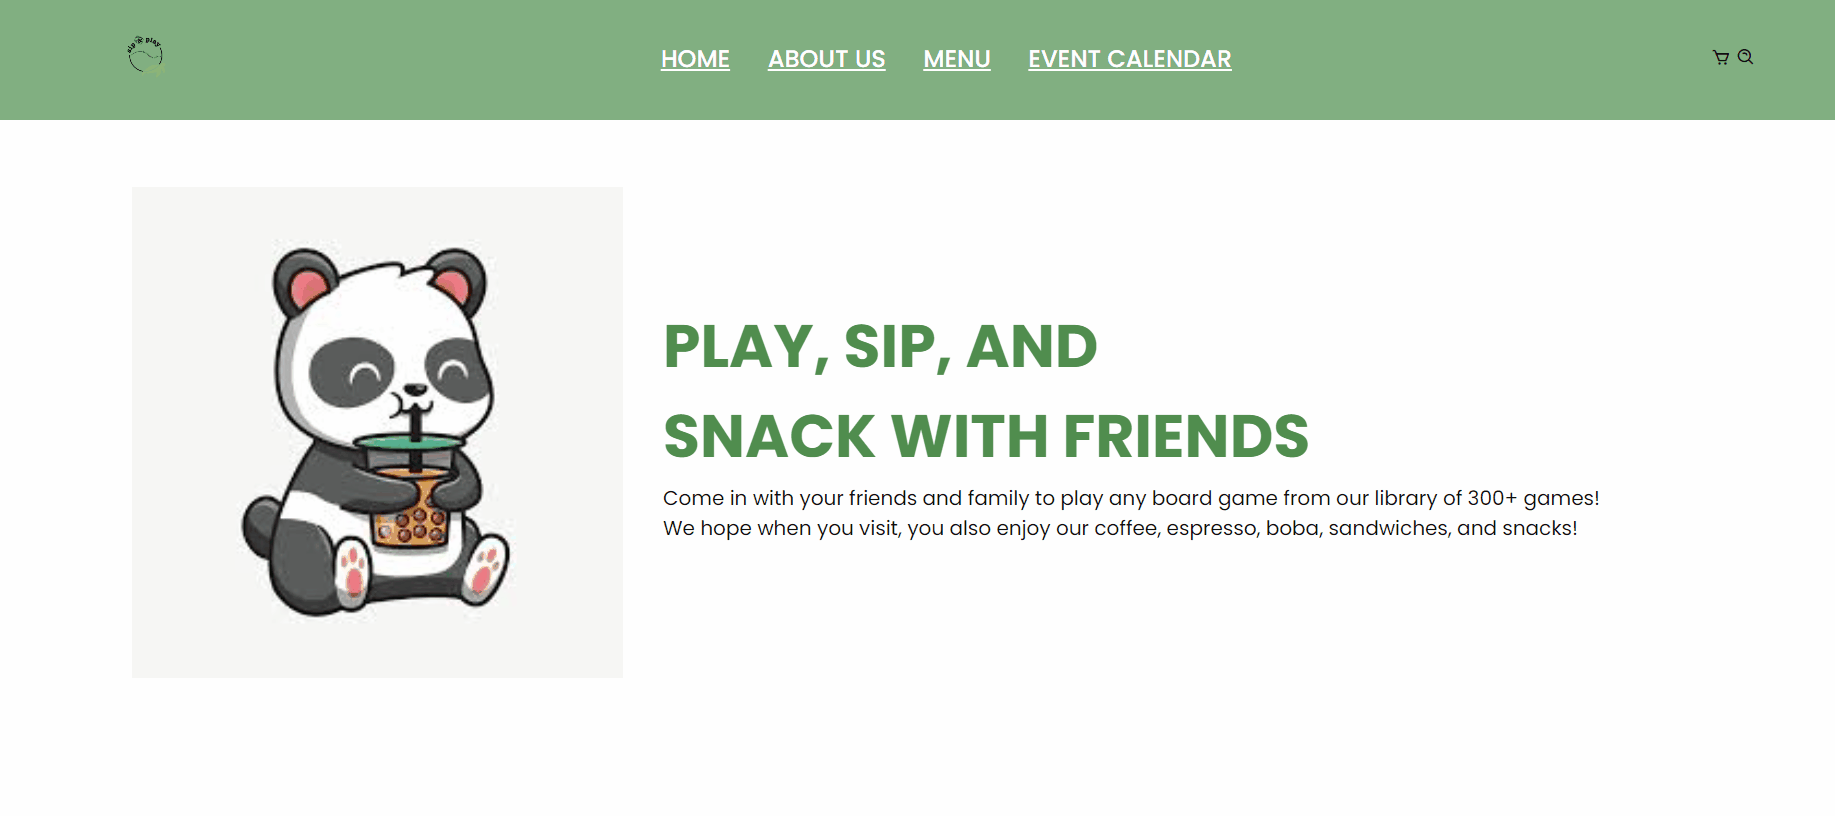 sip & play
HOME ABOUT US MENU EVENT CALENDAR
PLAY, SIP, AND
SNACK WITH FRIENDS
Come in with your friends and family to play any board game from our library of 300+ games!
We hope when you visit, you also enjoy our coffee, espresso, boba, sandwiches, and snacks!